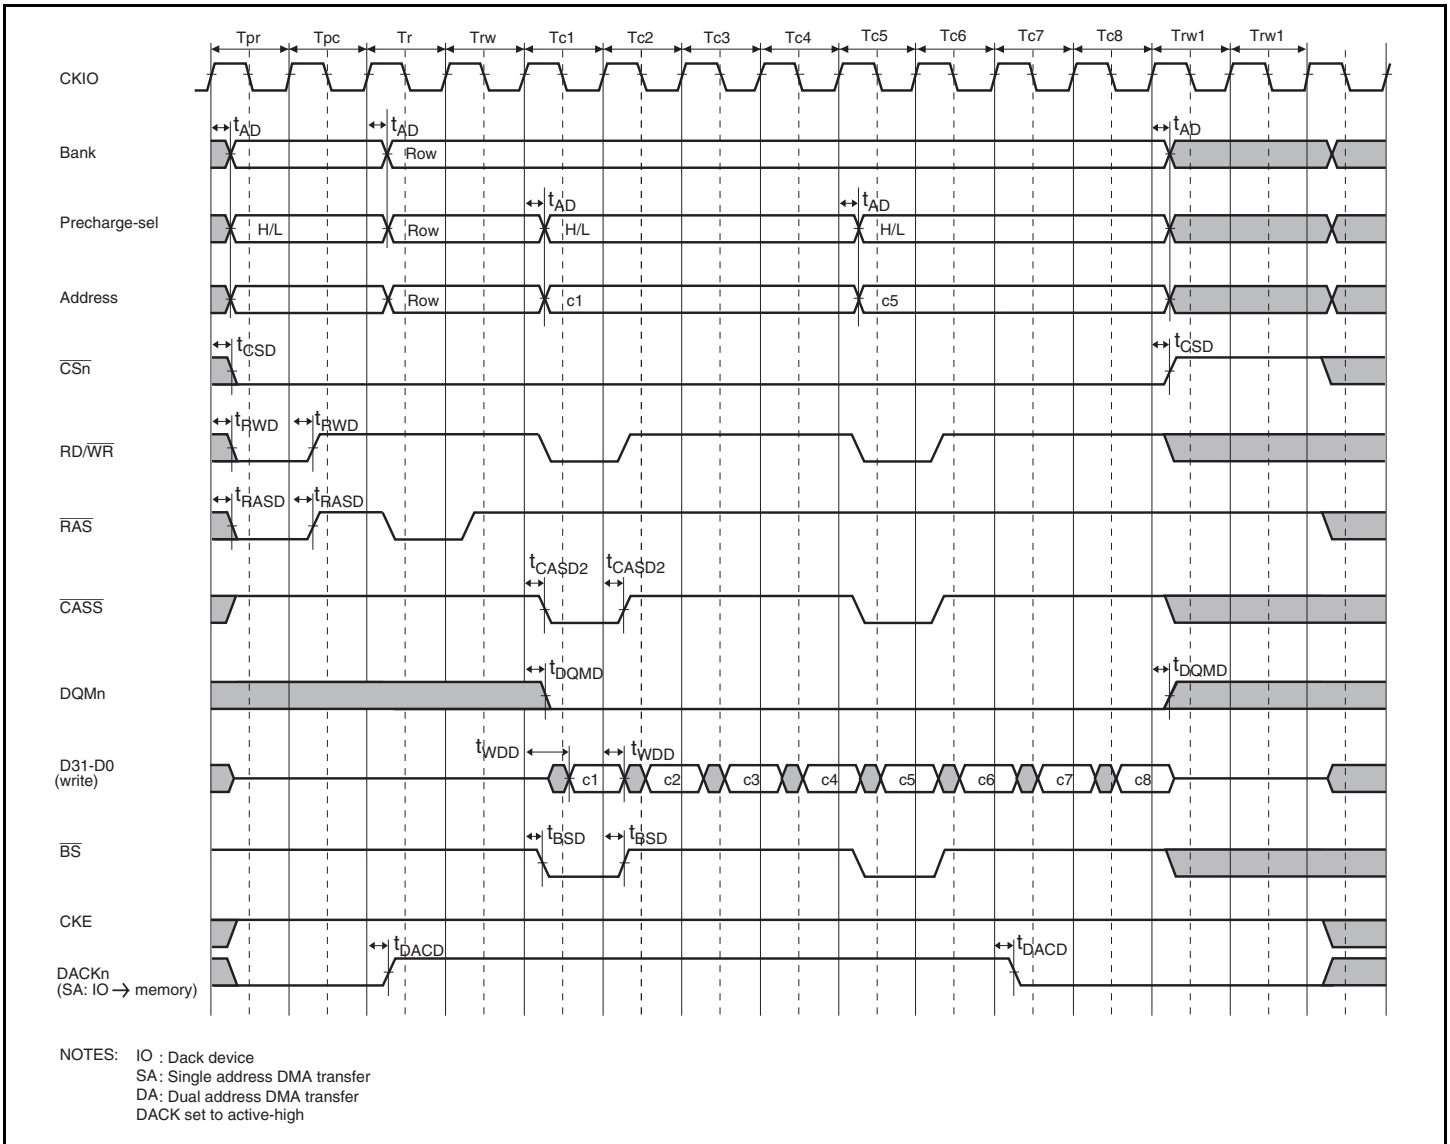 Tpr Tpc Tr Trw Tc1 Tc2 Tc3 Tc4 Tc5 Tc6 Tc7 Tc8 Trw1 Trw1
CKIO
tAD tAD tAD
Bank Row
tAD tAD
Precharge-sel H/L Row H/L H/L
Address Row c1 c5
tCSD tCSD
CSn
tRWD tRWD
RD/WR
tRASD tRASD
RAS
tCASD2 tCASD2
CASS
tDQMD tDQMD
DQMn
tWDD tWDD
D31-D0
(write) c1 c2 c3 c4 c5 c6 c7 c8
tBSD tBSD
BS
CKE
tDACD tDACD
DACKn
(SA: IO → memory)
NOTES: IO : Dack device
SA: Single address DMA transfer
DA: Dual address DMA transfer
DACK set to active-high